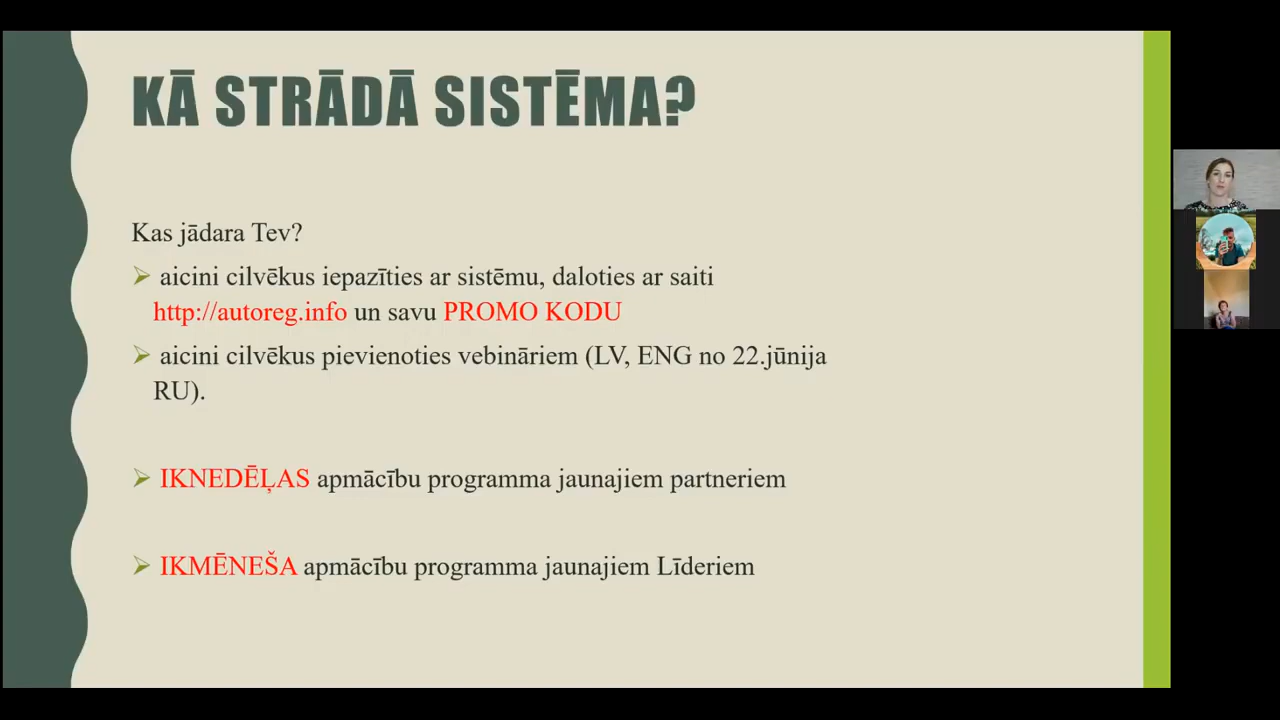 KĀ STRĀDĀ SISTĒMA?
Kas jādara Tev?
aicini cilvēkus iepazīties ar sistēmu, daloties ar saiti
http://autoreg.info un savu PROMO KODU
aicini cilvēkus pievienoties vebināriem (LV, ENG no 22.jūnija
RU).
IKNEDĒĻAS apmācību programma jaunajiem partneriem
IKMĒNEŠA apmācību programma jaunajiem Līderiem